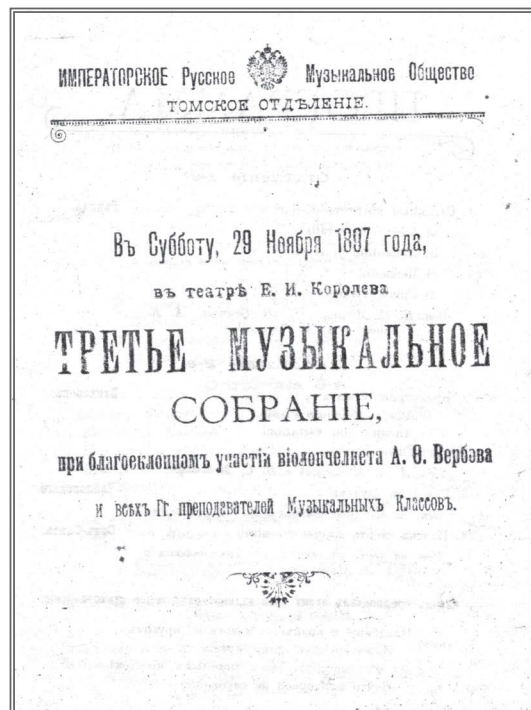 ИМПЕРАТОРСКОЕ Русское Музыкальное Общество
ТОМСКОЕ ОТДѢЛЕНІЕ.
Въ Субботу, 29 Ноября 1897 года,
въ театрѣ Е. И. Королева
ТРЕТЬЕ МУЗЫКАЛЬНОЕ
СОБРАНІЕ,
при благосклонномъ участіи віолончелиста А. Ѳ. Вербова
и всѣхъ Гг. преподавателей Музыкальныхъ Классовъ.